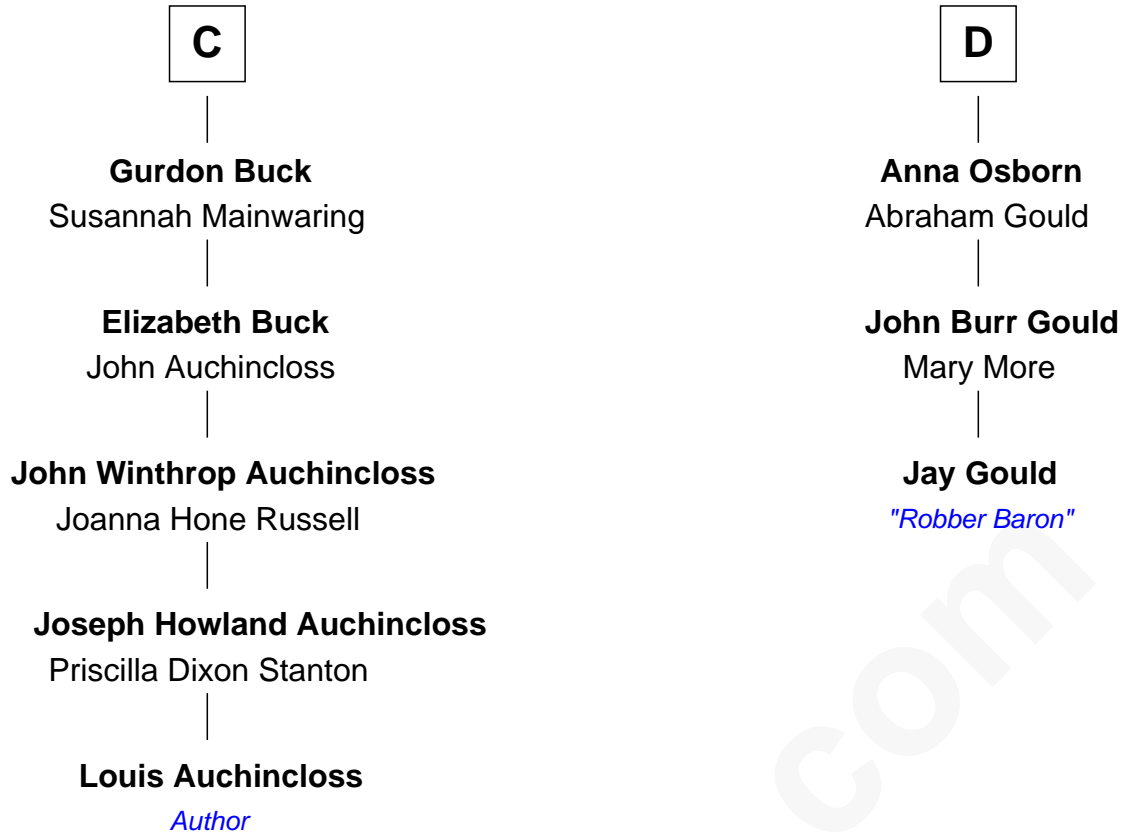 C
Gurdon Buck
Susannah Mainwaring
Elizabeth Buck
John Auchincloss
John Winthrop Auchincloss
Joanna Hone Russell
Joseph Howland Auchincloss
Priscilla Dixon Stanton
Louis Auchincloss
Author
D
Anna Osborn
Abraham Gould
John Burr Gould
Mary More
Jay Gould
"Robber Baron"
com